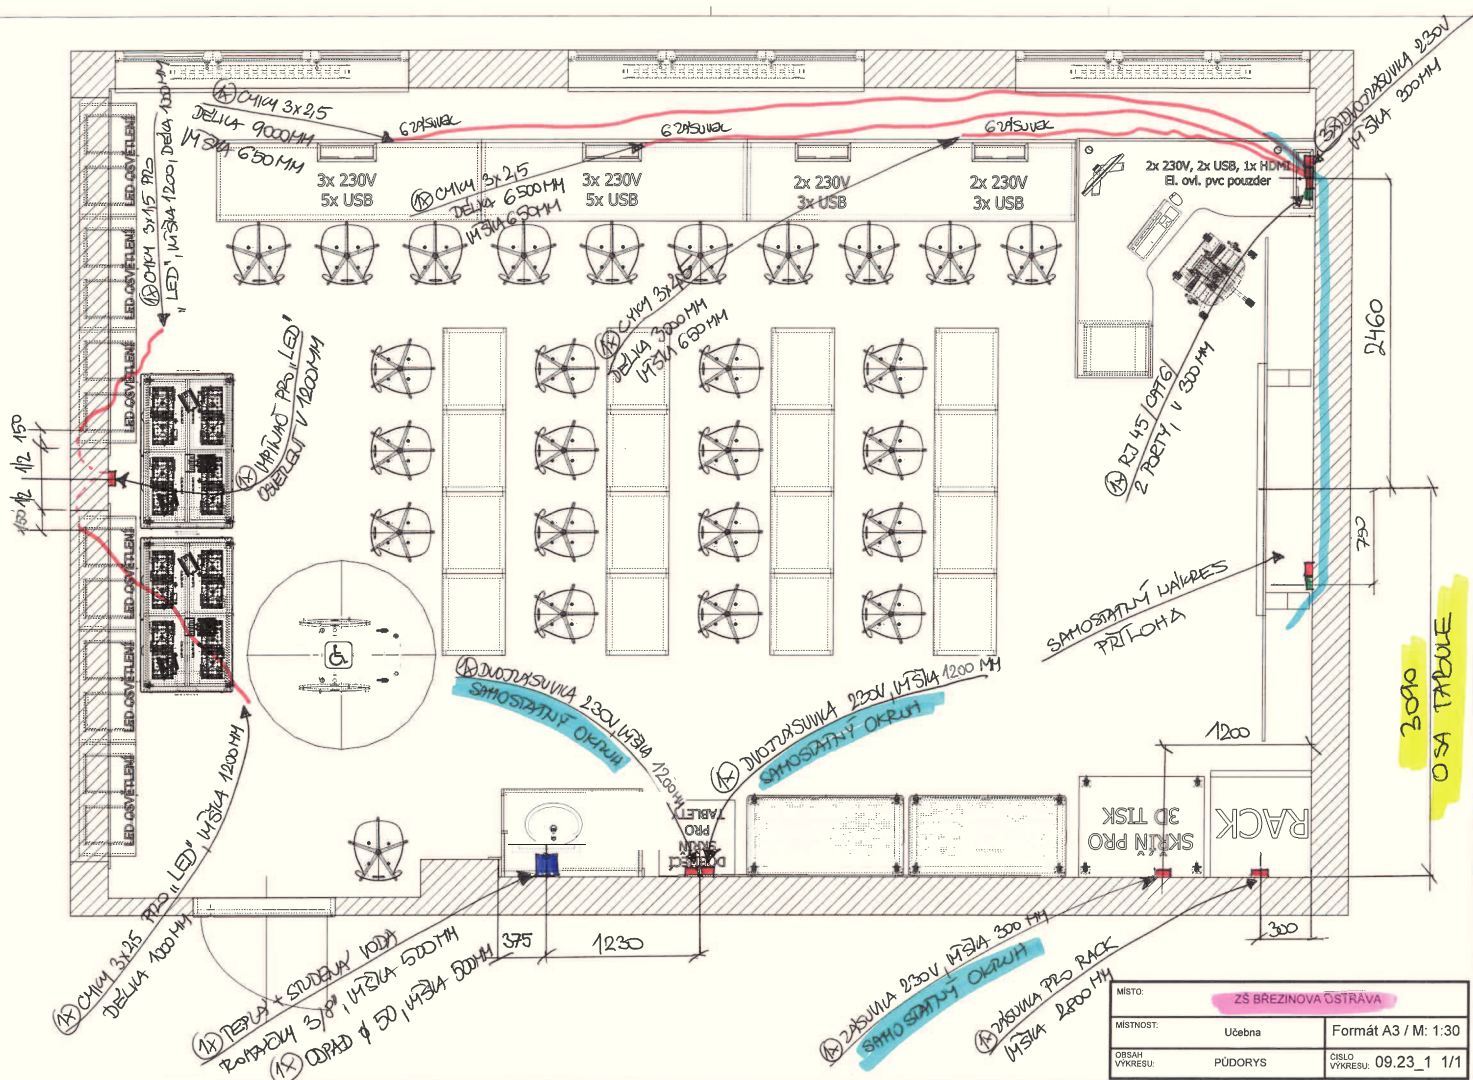 1x CYKY 3x2,5
DÉLKA 9000MM
VÝŠKA 650MM
6 ZÁSUVEK
6 ZÁSUVEK
6 ZÁSUVEK
3x DVOJZÁSUVKA 230V
VÝŠKA 300MM
1x CYKY 3x1,5 PRO
"LED", VÝŠKA 1200, DÉLKA 1000MM
3x 230V
5x USB
3x 230V
5x USB
2x 230V
3x USB
2x 230V
3x USB
2x 230V, 2x USB, 1x HDMI
El. ovl. pvc pouzder
1x CYKY 3x2,5
DÉLKA 6500MM
VÝŠKA 650MM
1x CYKY 3x2,5
DÉLKA 3000MM
VÝŠKA 650MM
LED OSVĚTLENÍ
LED OSVĚTLENÍ
LED OSVĚTLENÍ
LED OSVĚTLENÍ
LED OSVĚTLENÍ
LED OSVĚTLENÍ
1x VYPÍNAČ PRO "LED"
OSVĚTLENÍ V 1200MM
150
1/2
1/2
150
1x RJ45 /CAT6/
2 PORTY, V 300MM
2460
750
SAMOSTATNÝ NÁKRES
PŘÍLOHA
3090
OSA TABULE
1x DVOJZÁSUVKA 230V, VÝŠKA 1200MM
SAMOSTATNÝ OKRUH
1x DVOJZÁSUVKA 230V, VÝŠKA 1200 MM
SAMOSTATNÝ OKRUH
1200
DOBÍJECÍ
SKŘÍŇ
PRO
TABLETY
SKŘÍŇ PRO
3D TISK
RACK
1x CYKY 3x2,5 PRO "LED", VÝŠKA 1200MM
DÉLKA 1000MM
375
1230
300
1x TEPLÁ + STUDENÁ VODA
ROHÁČKY 3/8", VÝŠKA 500MM
1x ODPAD ø 50, VÝŠKA 500MM
1x ZÁSUVKA 230V, VÝŠKA 300 MM
SAMOSTATNÝ OKRUH
1x ZÁSUVKA PRO RACK
VÝŠKA 2800MM
MÍSTO: ZŠ BŘEZINOVA OSTRAVA
MÍSTNOST: Učebna Formát A3 / M: 1:30
OBSAH VÝKRESU: PŮDORYS ČÍSLO VÝKRESU: 09.23_1 1/1